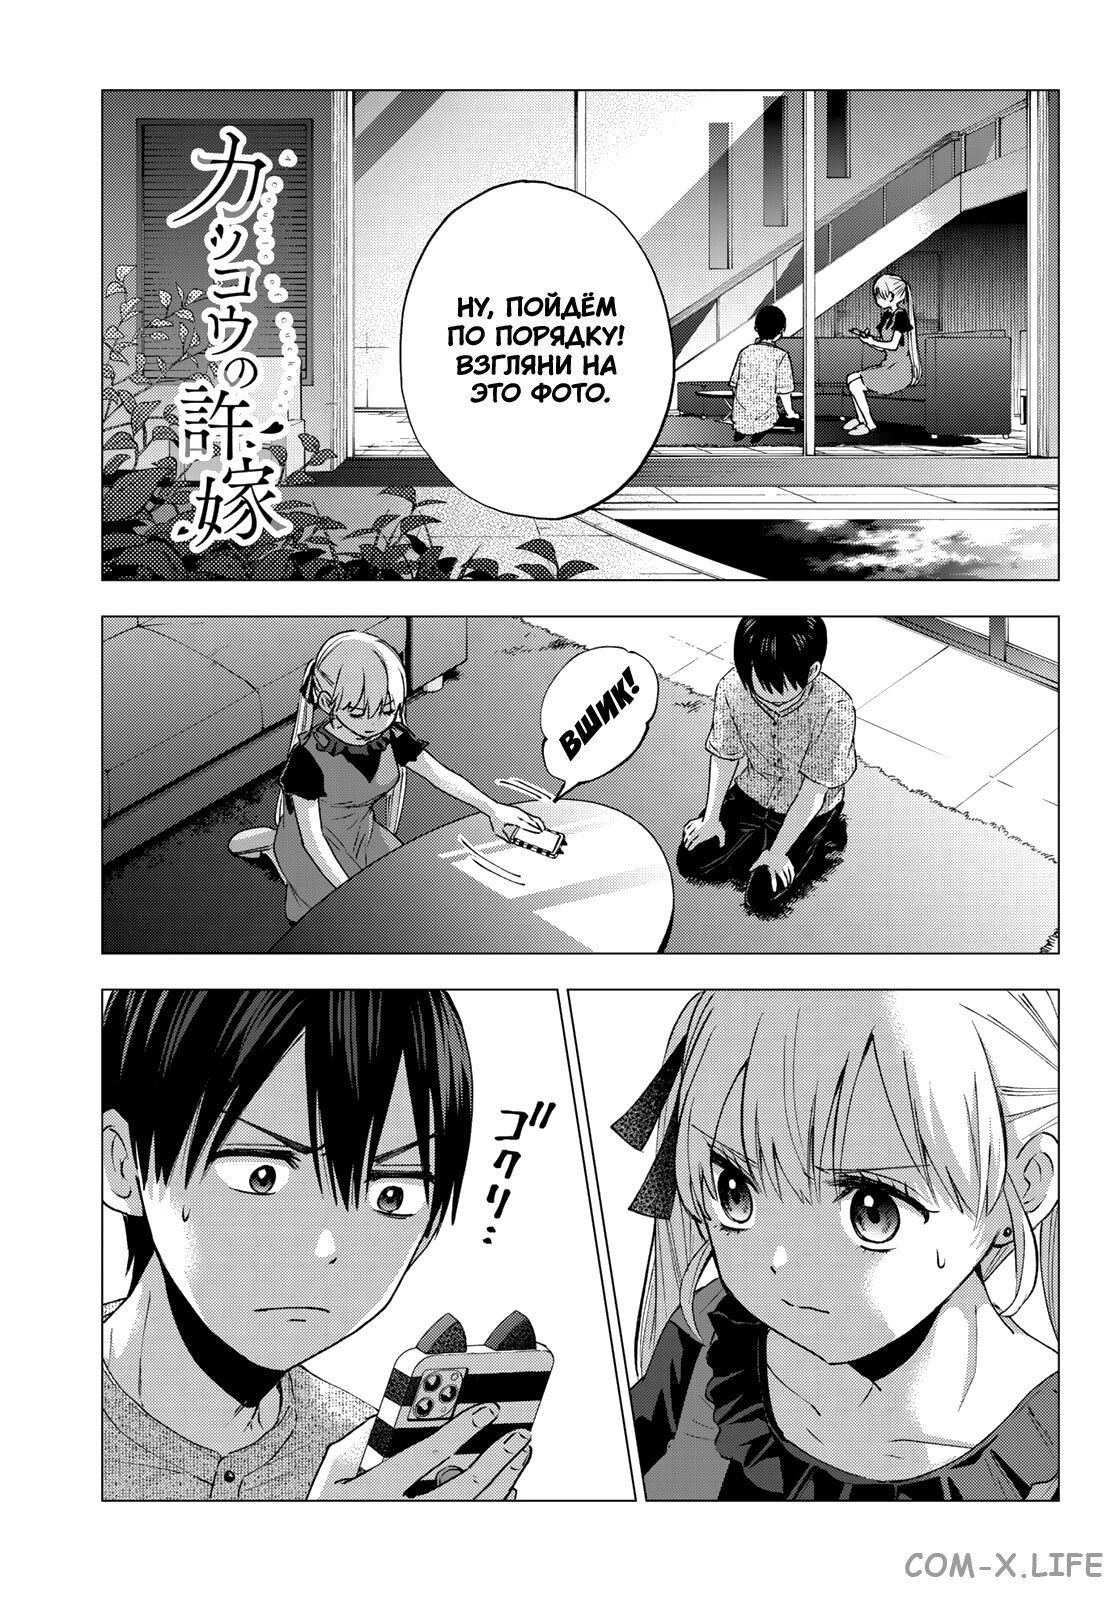 カッコウの
許嫁
НУ, ПОЙДЁМ
ПО ПОРЯДКУ!
ВЗГЛЯНИ НА
ЭТО ФОТО.
ВШИК!
ゴクリ…
COM-X.LIFE